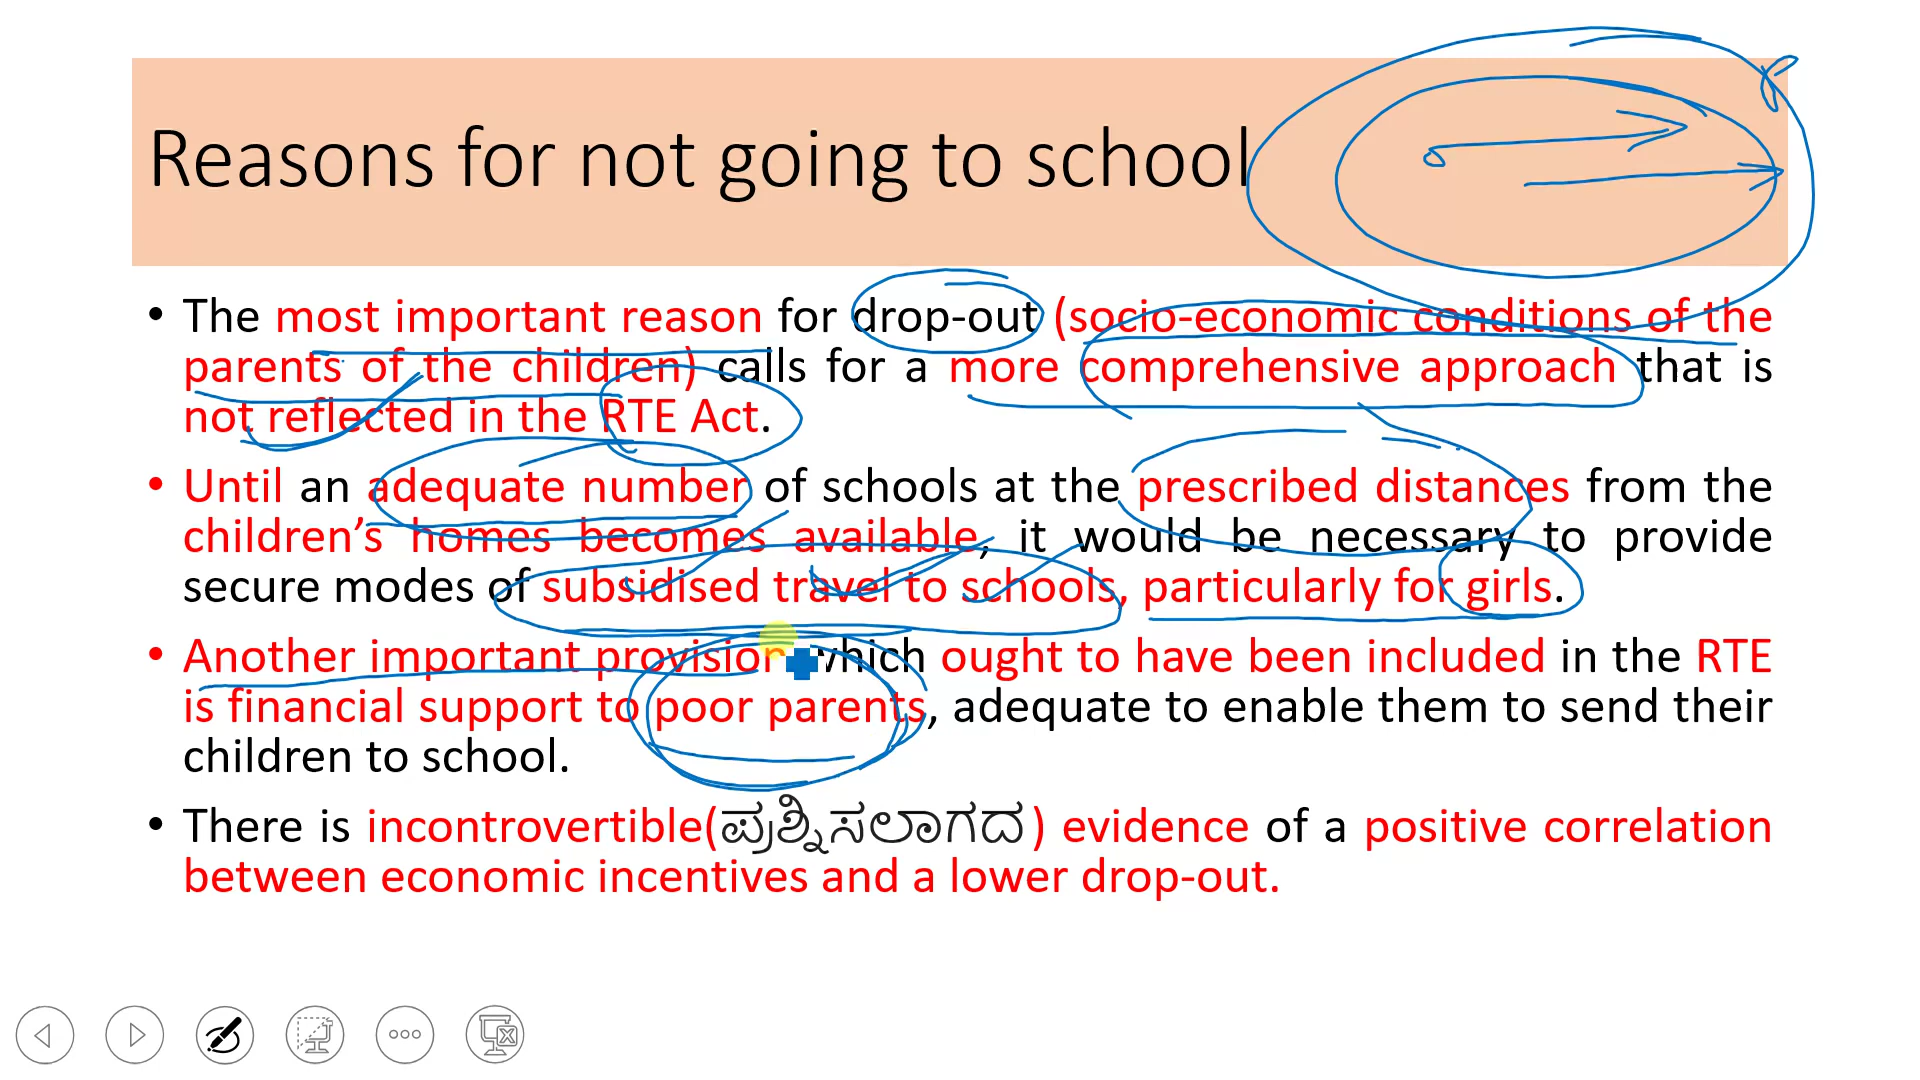 Reasons for not going to school
• The most important reason for drop-out (socio-economic conditions of the
parents of the children) calls for a more comprehensive approach that is
not reflected in the RTE Act.
• Until an adequate number of schools at the prescribed distances from the
children’s homes becomes available, it would be necessary to provide
secure modes of subsidised travel to schools, particularly for girls.
• Another important provision which ought to have been included in the RTE
is financial support to poor parents, adequate to enable them to send their
children to school.
• There is incontrovertible(ಪ್ರಶ್ನಿಸಲಾಗದ) evidence of a positive correlation
between economic incentives and a lower drop-out.